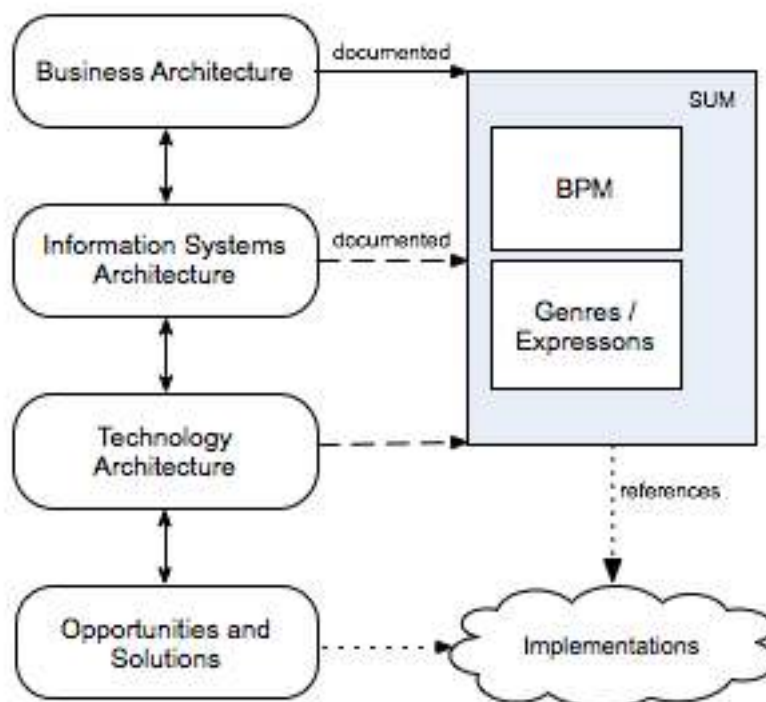 Business Architecture
documented
SUM
BPM
Information Systems
Architecture
documented
Genres /
Expressons
Technology
Architecture
references
Opportunities and
Solutions
Implementations